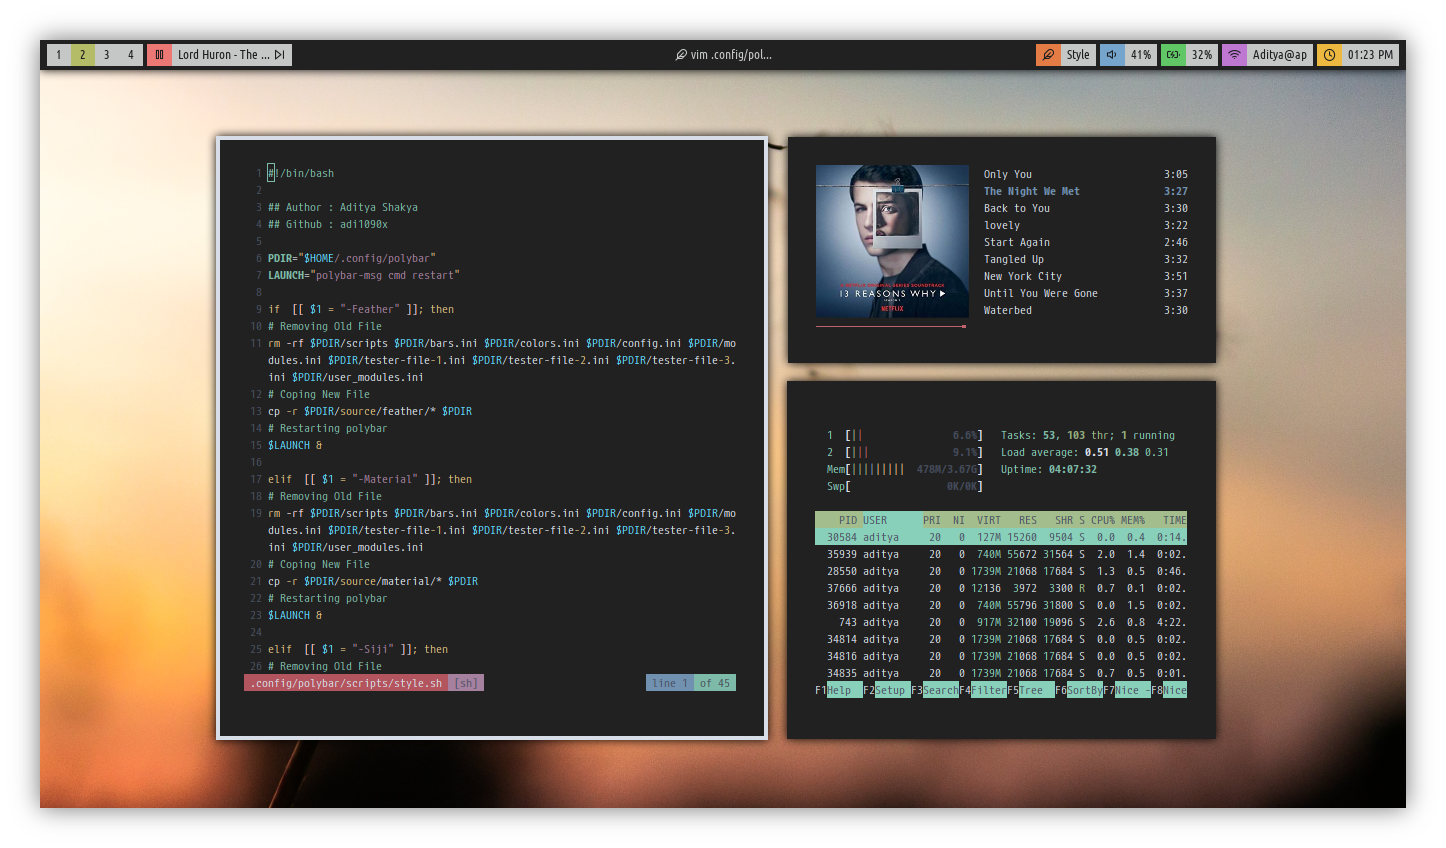 1 2 3 4 Lord Huron - The ... vim .config/pol... Style 41% 32% Aditya@ap 01:23 PM
1 #!/bin/bash
2
3 ## Author : Aditya Shakya
4 ## Github : adi1090x
5
6 PDIR="$HOME/.config/polybar"
7 LAUNCH="polybar-msg cmd restart"
8
9 if  [[ $1 = "-Feather" ]]; then
10 # Removing Old File
11 rm -rf $PDIR/scripts $PDIR/bars.ini $PDIR/colors.ini $PDIR/config.ini $PDIR/mo
dules.ini $PDIR/tester-file-1.ini $PDIR/tester-file-2.ini $PDIR/tester-file-3.
ini $PDIR/user_modules.ini
12 # Coping New File
13 cp -r $PDIR/source/feather/* $PDIR
14 # Restarting polybar
15 $LAUNCH &
16
17 elif  [[ $1 = "-Material" ]]; then
18 # Removing Old File
19 rm -rf $PDIR/scripts $PDIR/bars.ini $PDIR/colors.ini $PDIR/config.ini $PDIR/mo
dules.ini $PDIR/tester-file-1.ini $PDIR/tester-file-2.ini $PDIR/tester-file-3.
ini $PDIR/user_modules.ini
20 # Coping New File
21 cp -r $PDIR/source/material/* $PDIR
22 # Restarting polybar
23 $LAUNCH &
24
25 elif  [[ $1 = "-Siji" ]]; then
26 # Removing Old File
.config/polybar/scripts/style.sh [sh] line 1 of 45
ORIGINAL SERIES SOUNDTRACK
13 REASONS WHY
NETFLIX
Only You 3:05
The Night We Met 3:27
Back to You 3:30
lovely 3:22
Start Again 2:46
Tangled Up 3:32
New York City 3:51
Until You Were Gone 3:37
Waterbed 3:30
1 [|| 6.6%] Tasks: 53, 103 thr; 1 running
2 [||| 9.1%] Load average: 0.51 0.38 0.31
Mem[||||||||| 478M/3.67G] Uptime: 04:07:32
Swp[ 0K/0K]
PID USER PRI NI VIRT RES SHR S CPU% MEM% TIME
30584 aditya 20 0 127M 15260 9504 S 0.0 0.4 0:14.
35939 aditya 20 0 740M 55672 31564 S 2.0 1.4 0:02.
28550 aditya 20 0 1739M 21068 17684 S 1.3 0.5 0:46.
37666 aditya 20 0 12136 3972 3300 R 0.7 0.1 0:02.
36918 aditya 20 0 740M 55796 31800 S 0.0 1.5 0:02.
743 aditya 20 0 917M 32100 19096 S 2.6 0.8 4:22.
34814 aditya 20 0 1739M 21068 17684 S 0.0 0.5 0:02.
34816 aditya 20 0 1739M 21068 17684 S 0.0 0.5 0:02.
34835 aditya 20 0 1739M 21068 17684 S 0.7 0.5 0:01.
F1Help F2Setup F3SearchF4FilterF5Tree F6SortByF7Nice -F8Nice